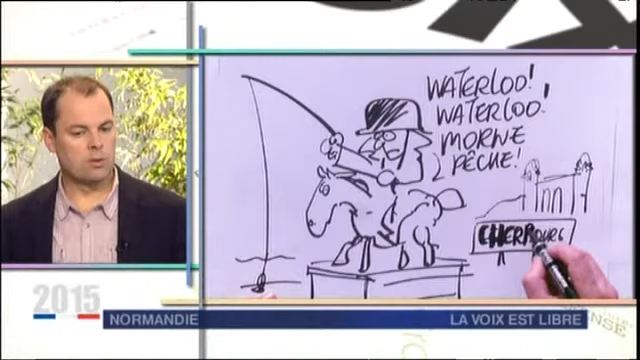 WATERLOO!
WATERLOO!
MORNE
PÊCHE!
CHERBOURG
2015
NORMANDIE
LA VOIX EST LIBRE